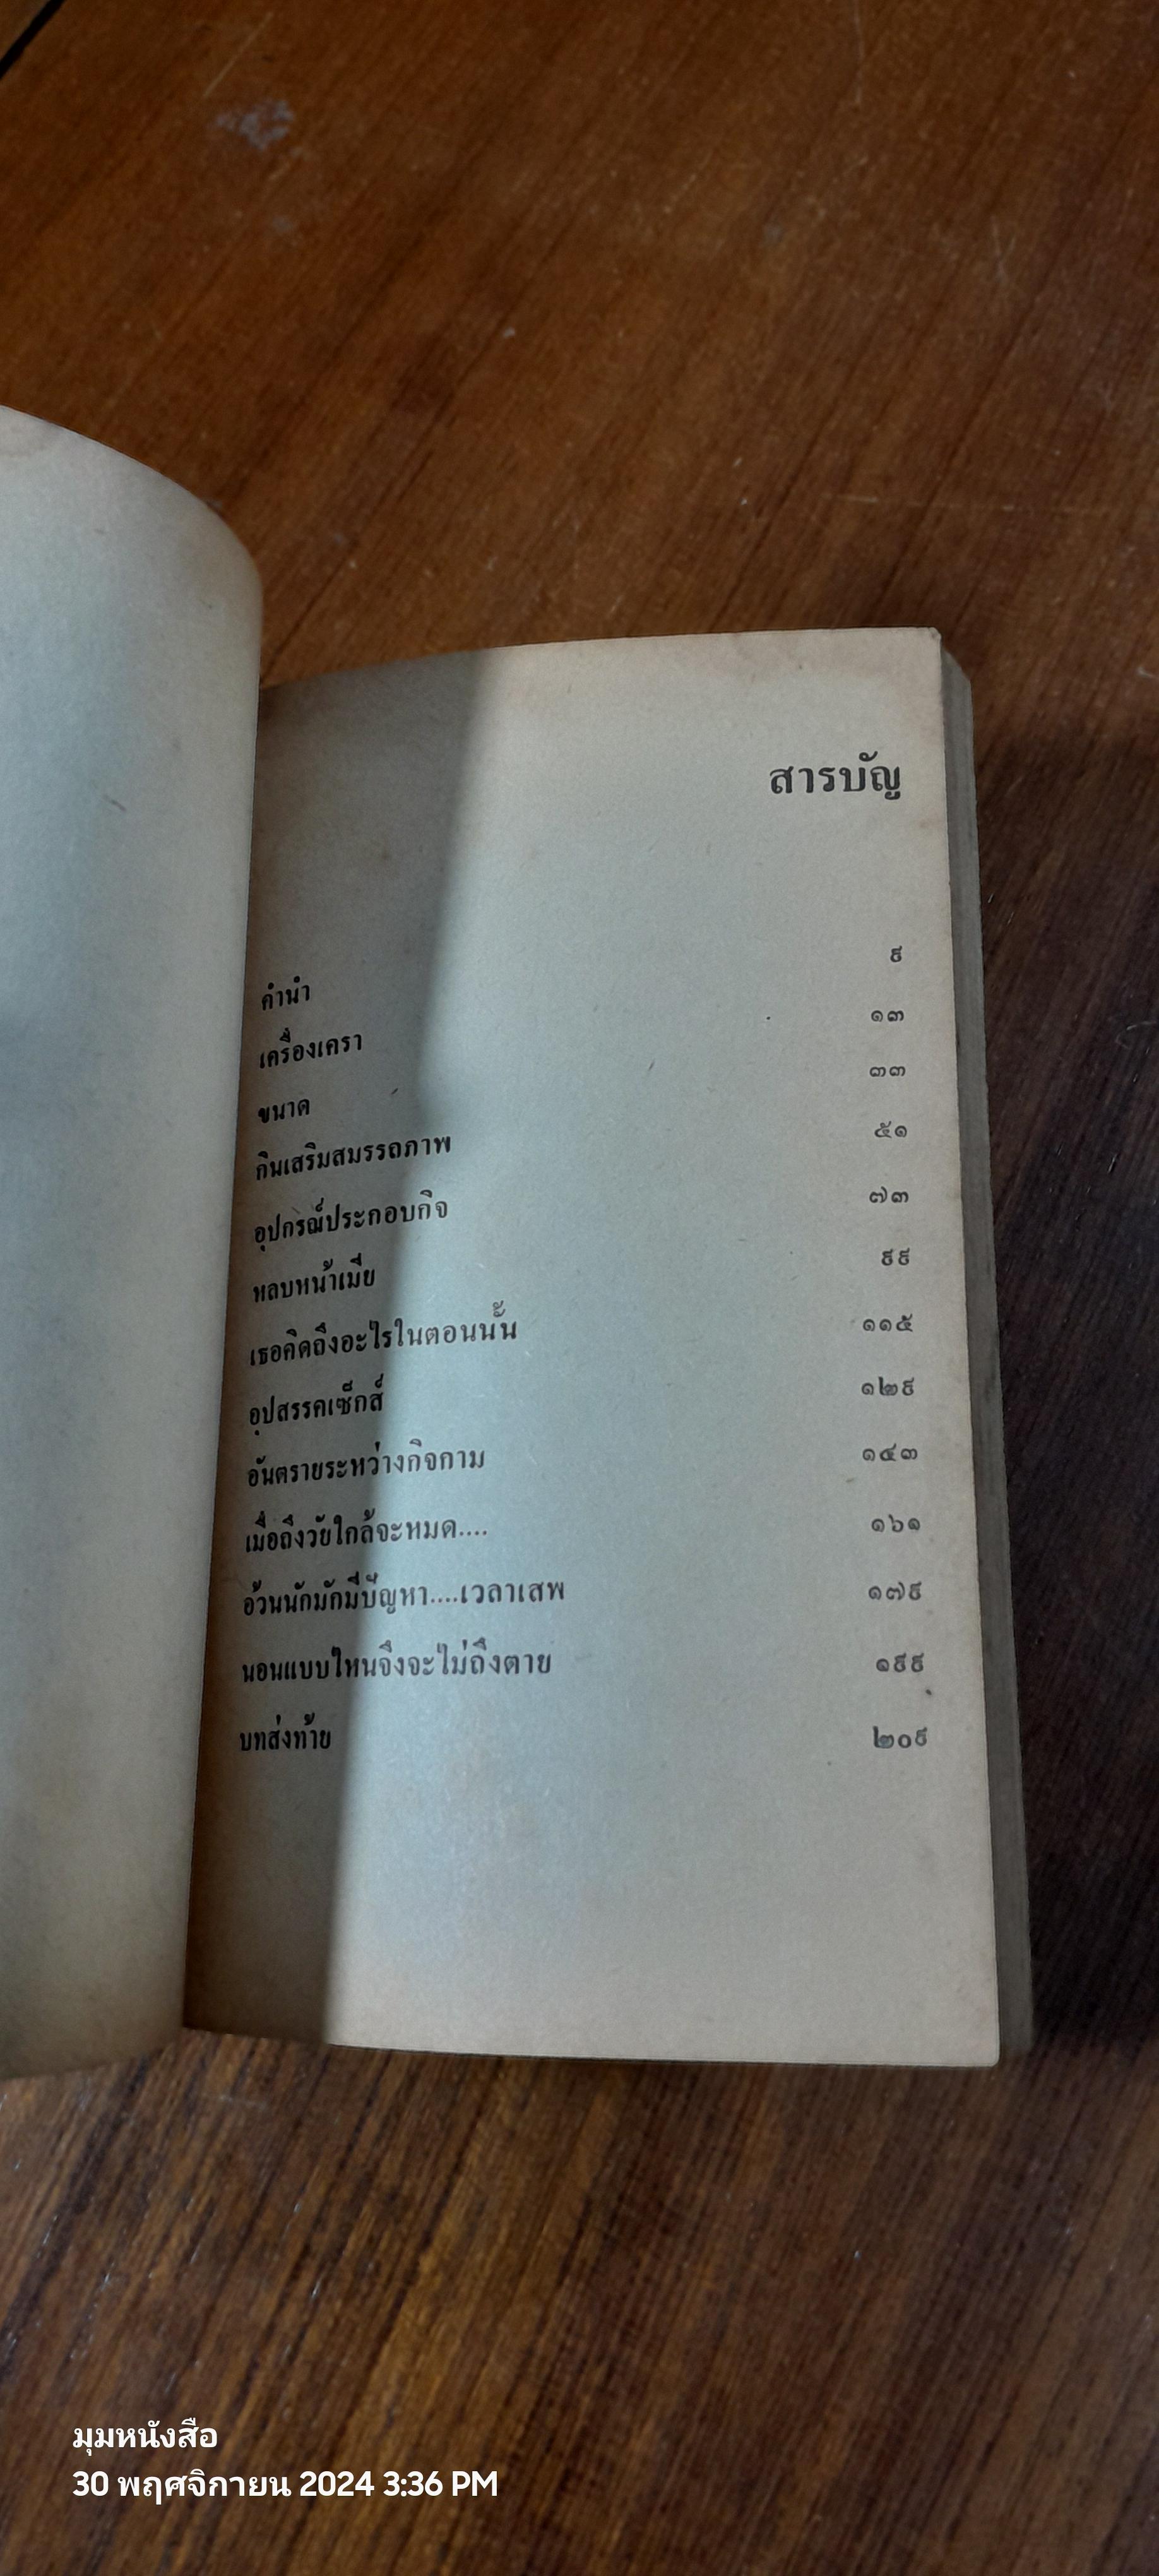 สารบัญ
คำนำ ๙
เครื่องเครา ๑๓
ขนาด ๓๓
กินเสริมสมรรถภาพ ๕๑
อุปกรณ์ประกอบกิจ ๗๓
หลบหน้าเมีย ๙๙
เธอคิดถึงอะไรในตอนนั้น ๑๑๕
อุปสรรคเซ็กส์ ๑๒๙
อันตรายระหว่างกิจกาม ๑๔๓
เมื่อถึงวัยใกล้จะหมด.... ๑๖๑
อ้วนนักมักมีปัญหา....เวลาเสพ ๑๗๙
นอนแบบไหนจึงจะไม่ถึงตาย ๑๙๙
บทส่งท้าย ๒๐๙
มุมหนังสือ
30 พฤศจิกายน 2024 3:36 PM